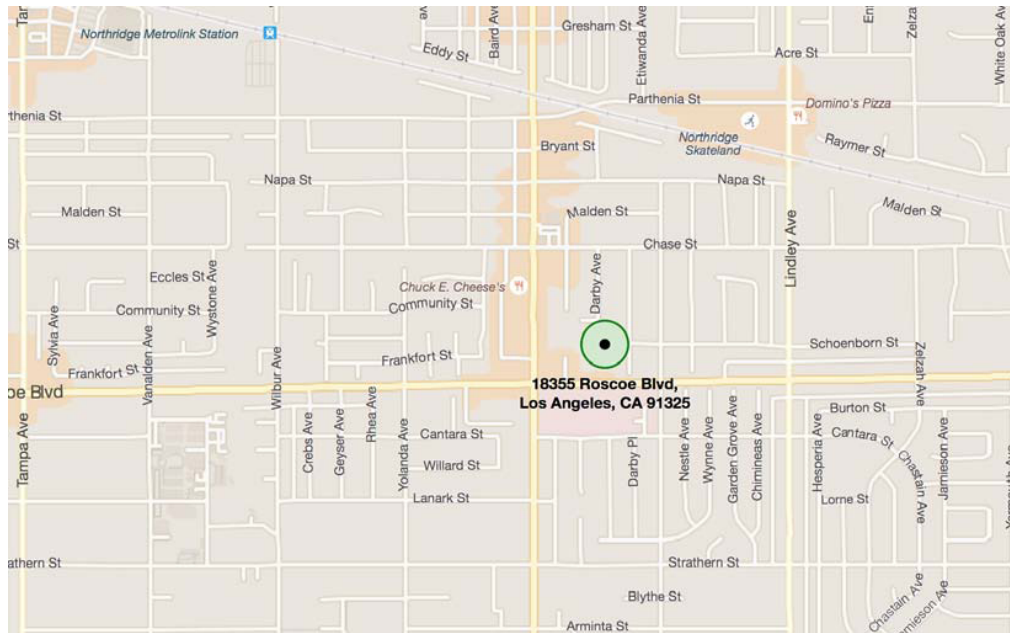 Tar
Northridge Metrolink Station
Eddy St
Baird Ave
Gresham St
Etiwanda Ave
Acre St
Zelza
White Oak Ave
Parthenia St
Domino's Pizza
rthenia St
Bryant St
Northridge
Skateland
Raymer St
Napa St
Napa St
Malden St
Malden St
Malden St
St
Chase St
Lindley Ave
Eccles St
Wystone Ave
Chuck E. Cheese's
Community St
Community St
Darby Ave
Sylvia Ave
Vanalden Ave
Wilbur Ave
Frankfort St
Frankfort St
Schoenborn St
Zelzah Ave
oe Blvd
18355 Roscoe Blvd,
Los Angeles, CA 91325
Tampa Ave
Crebs Ave
Geyser Ave
Rhea Ave
Yolanda Ave
Cantara St
Willard St
Lanark St
Darby Pl
Nestle Ave
Wynne Ave
Garden Grove Ave
Chimineas Ave
Hesperia Ave
Burton St
Cantara St
Chastain Ave
Jamieson Ave
Lorne St
rathern St
Strathern St
Blythe St
Arminta St
Chastain Ave